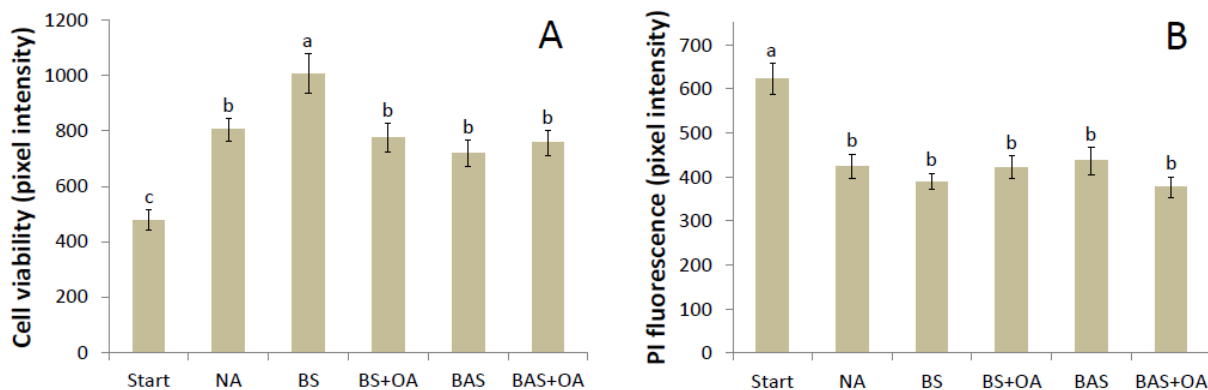 A
Cell viability (pixel intensity)
1200
1000
800
600
400
200
0
c
b
a
b
b
b
Start NA BS BS+OA BAS BAS+OA
B
PI fluorescence (pixel intensity)
700
600
500
400
300
200
100
0
a
b
b
b
b
b
Start NA BS BS+OA BAS BAS+OA